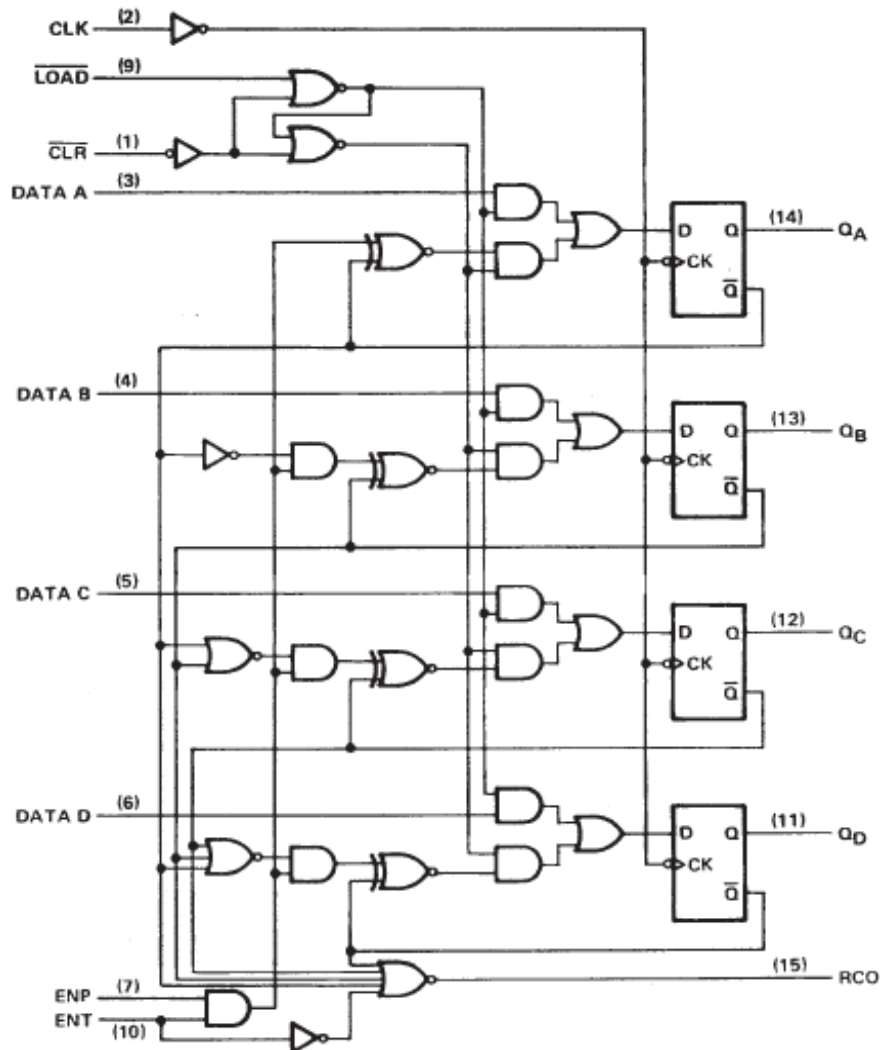 CLK (2)
LOAD (9)
CLR (1)
DATA A (3)
D Q (14) QA
CK
Q
DATA B (4)
D Q (13) QB
CK
Q
DATA C (5)
D Q (12) QC
CK
Q
DATA D (6)
D Q (11) QD
CK
Q
(15) RCO
ENP (7)
ENT
(10)